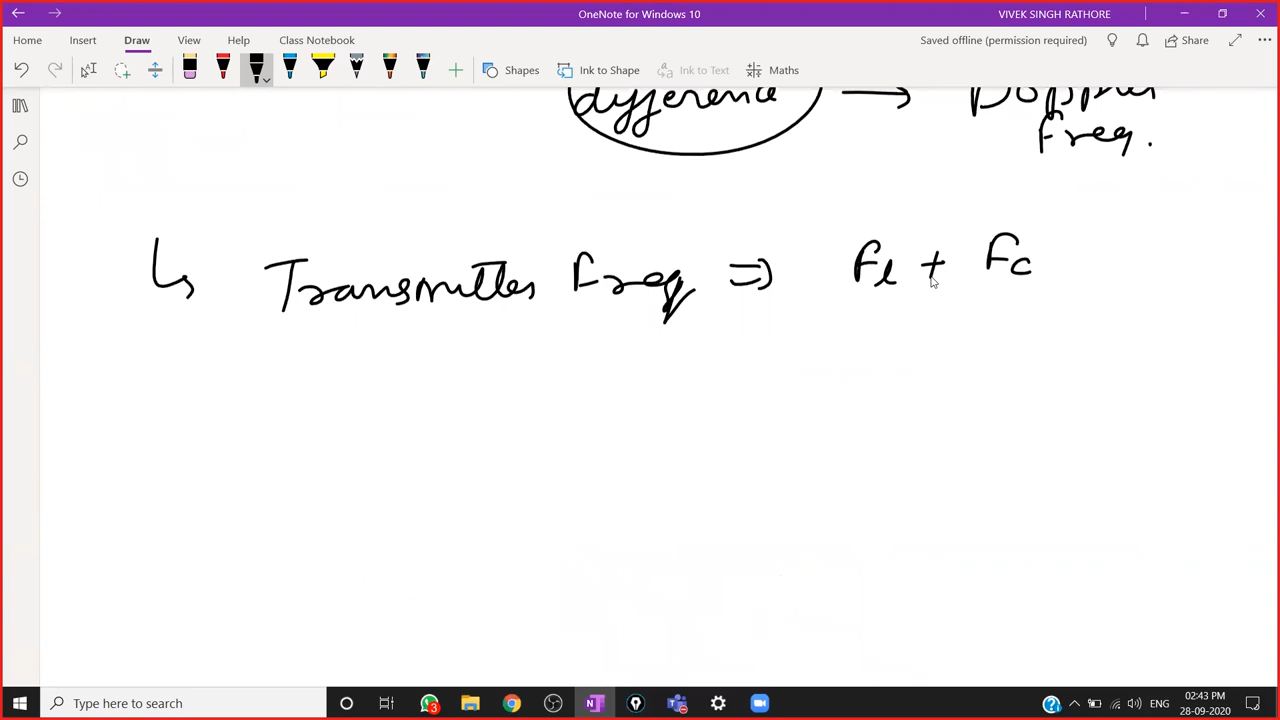 OneNote for Windows 10
VIVEK SINGH RATHORE
Home Insert Draw View Help Class Notebook
Saved offline (permission required) Share
Shapes Ink to Shape Ink to Text Maths
difference → Doppler
Freq.
↳ Transmitter Freq ⇒ Fl + Fc
Type here to search
3
ENG
02:43 PM
28-09-2020